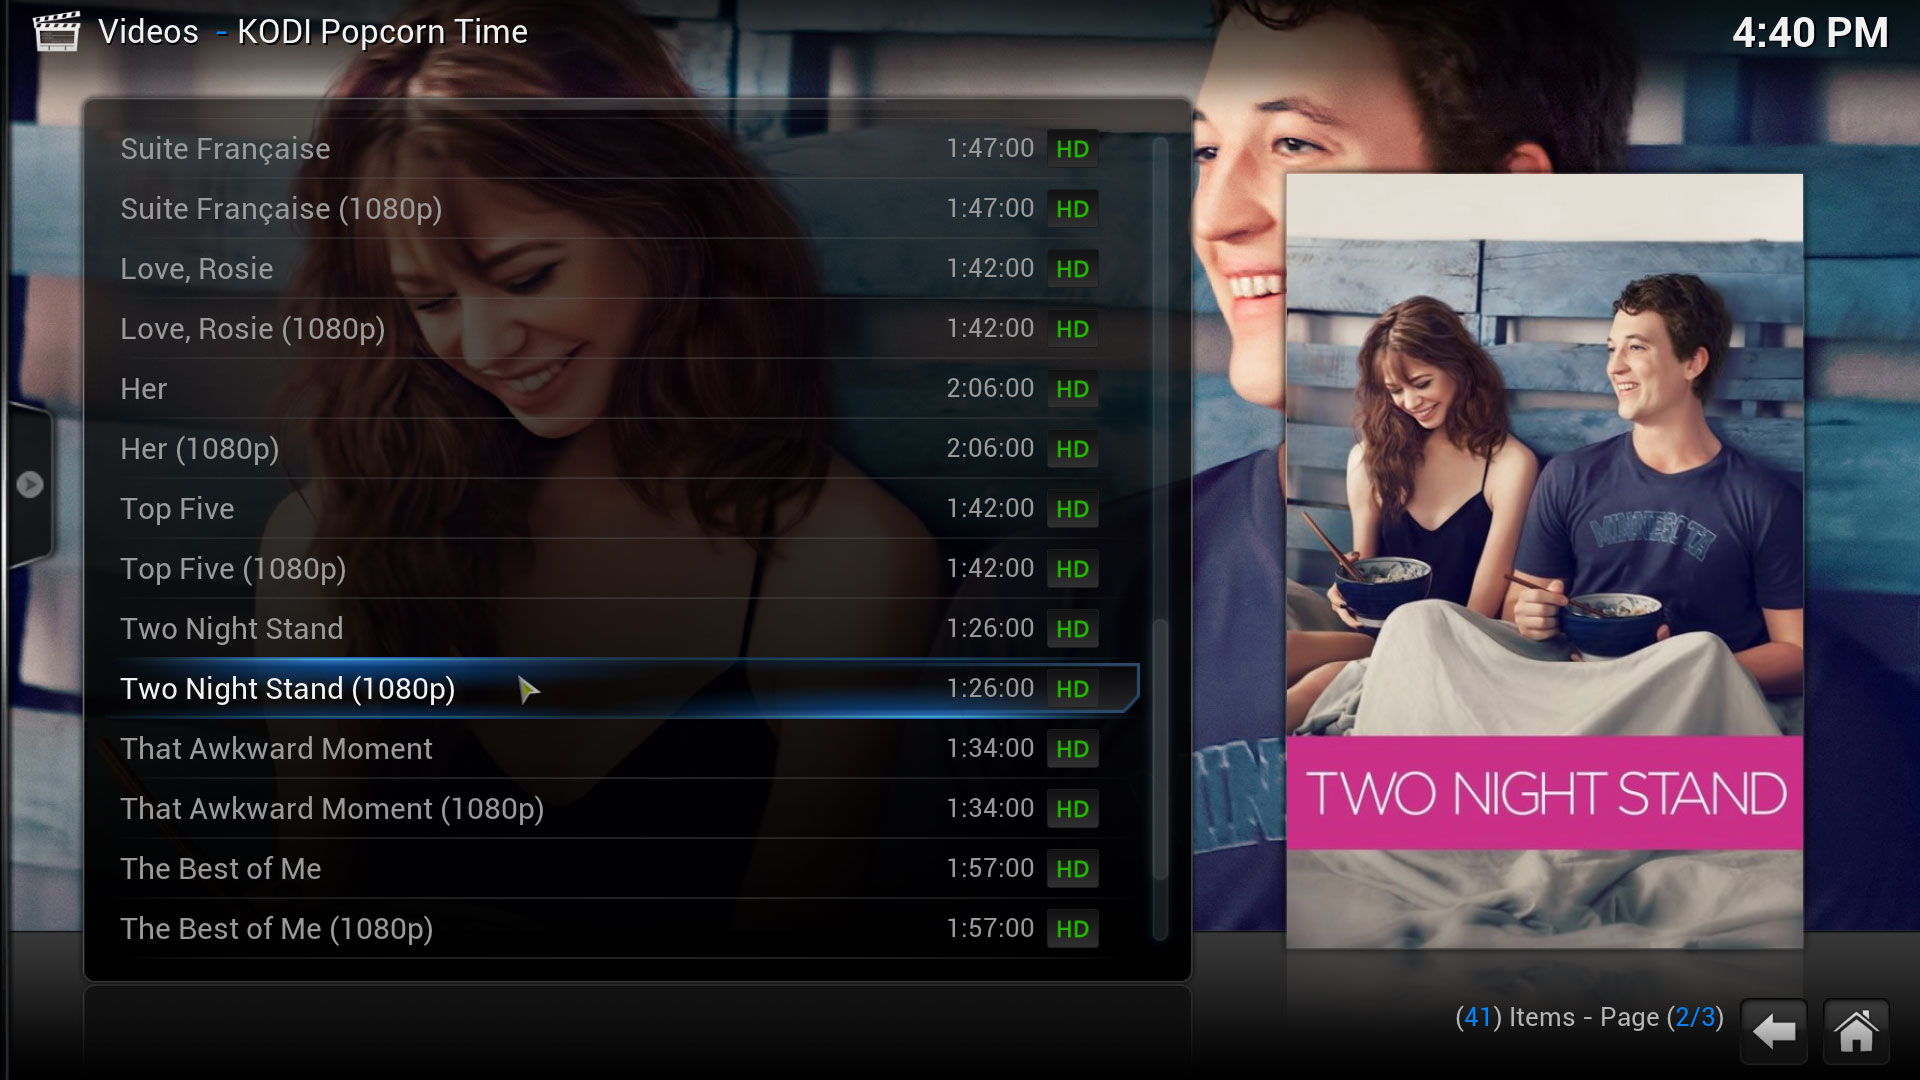 Videos - KODI Popcorn Time
4:40 PM
Suite Française 1:47:00 HD
Suite Française (1080p) 1:47:00 HD
Love, Rosie 1:42:00 HD
Love, Rosie (1080p) 1:42:00 HD
Her 2:06:00 HD
Her (1080p) 2:06:00 HD
Top Five 1:42:00 HD
Top Five (1080p) 1:42:00 HD
Two Night Stand 1:26:00 HD
Two Night Stand (1080p) 1:26:00 HD
That Awkward Moment 1:34:00 HD
That Awkward Moment (1080p) 1:34:00 HD
The Best of Me 1:57:00 HD
The Best of Me (1080p) 1:57:00 HD
MINNESOTA
TWO NIGHT STAND
(41) Items - Page (2/3)